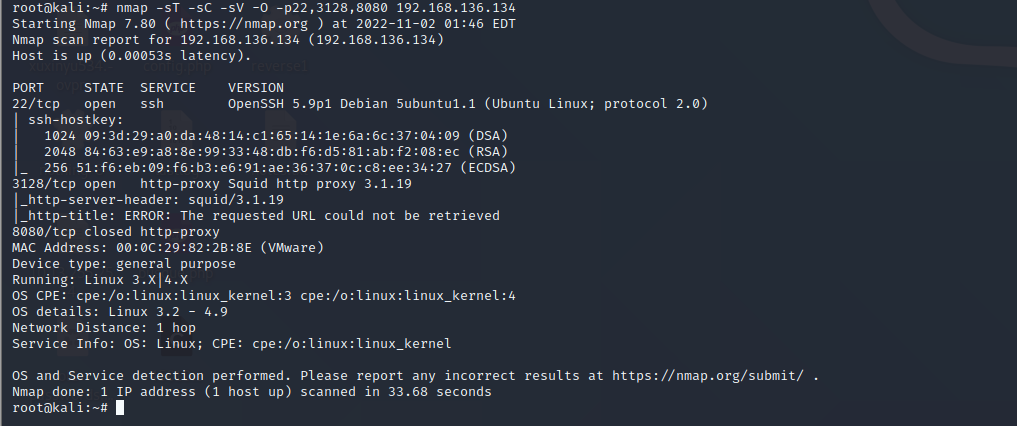 root@kali:~# nmap -sT -sC -sV -O -p22,3128,8080 192.168.136.134
Starting Nmap 7.80 ( https://nmap.org ) at 2022-11-02 01:46 EDT
Nmap scan report for 192.168.136.134 (192.168.136.134)
Host is up (0.00053s latency).

PORT     STATE  SERVICE    VERSION
22/tcp   open   ssh        OpenSSH 5.9p1 Debian 5ubuntu1.1 (Ubuntu Linux; protocol 2.0)
| ssh-hostkey:
|   1024 09:3d:29:a0:da:48:14:c1:65:14:1e:6a:6c:37:04:09 (DSA)
|   2048 84:63:e9:a8:8e:99:33:48:db:f6:d5:81:ab:f2:08:ec (RSA)
|_  256 51:f6:eb:09:f6:b3:e6:91:ae:36:37:0c:c8:ee:34:27 (ECDSA)
3128/tcp open   http-proxy Squid http proxy 3.1.19
|_http-server-header: squid/3.1.19
|_http-title: ERROR: The requested URL could not be retrieved
8080/tcp closed http-proxy
MAC Address: 00:0C:29:82:2B:8E (VMware)
Device type: general purpose
Running: Linux 3.X|4.X
OS CPE: cpe:/o:linux:linux_kernel:3 cpe:/o:linux:linux_kernel:4
OS details: Linux 3.2 - 4.9
Network Distance: 1 hop
Service Info: OS: Linux; CPE: cpe:/o:linux:linux_kernel

OS and Service detection performed. Please report any incorrect results at https://nmap.org/submit/ .
Nmap done: 1 IP address (1 host up) scanned in 33.68 seconds
root@kali:~#